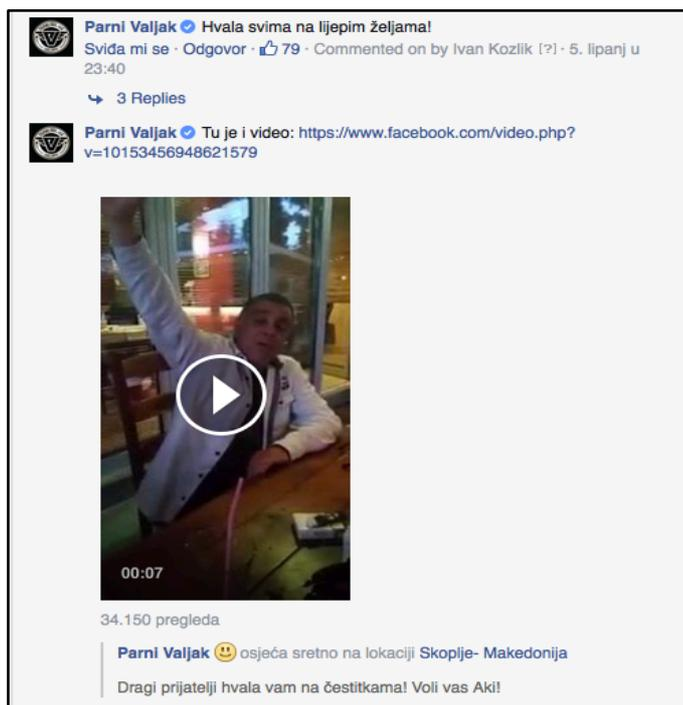 Parni Valjak Hvala svima na lijepim željama!
Sviđa mi se · Odgovor · 79 · Commented on by Ivan Kozlik [?] · 5. lipanj u
23:40
3 Replies
Parni Valjak Tu je i video: https://www.facebook.com/video.php?
v=10153456948621579
00:07
34.150 pregleda
Parni Valjak osjeća sretno na lokaciji Skoplje- Makedonija
Dragi prijatelji hvala vam na čestitkama! Voli vas Aki!